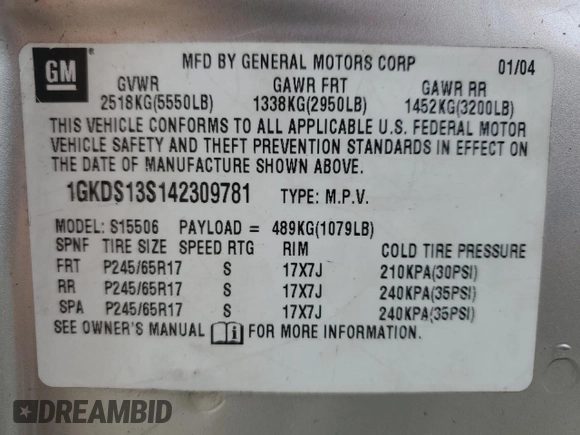 GM
MFD BY GENERAL MOTORS CORP 01/04
GVWR GAWR FRT GAWR RR
2518KG(5550LB) 1338KG(2950LB) 1452KG(3200LB)
THIS VEHICLE CONFORMS TO ALL APPLICABLE U.S. FEDERAL MOTOR
VEHICLE SAFETY AND THEFT PREVENTION STANDARDS IN EFFECT ON
THE DATE OF MANUFACTURE SHOWN ABOVE.
1GKDS13S142309781 TYPE: M.P.V.
MODEL: S15506 PAYLOAD = 489KG(1079LB)
SPNF TIRE SIZE SPEED RTG RIM COLD TIRE PRESSURE
FRT P245/65R17 S 17X7J 210KPA(30PSI)
RR P245/65R17 S 17X7J 240KPA(35PSI)
SPA P245/65R17 S 17X7J 240KPA(35PSI)
SEE OWNER'S MANUAL FOR MORE INFORMATION.
DREAMBID